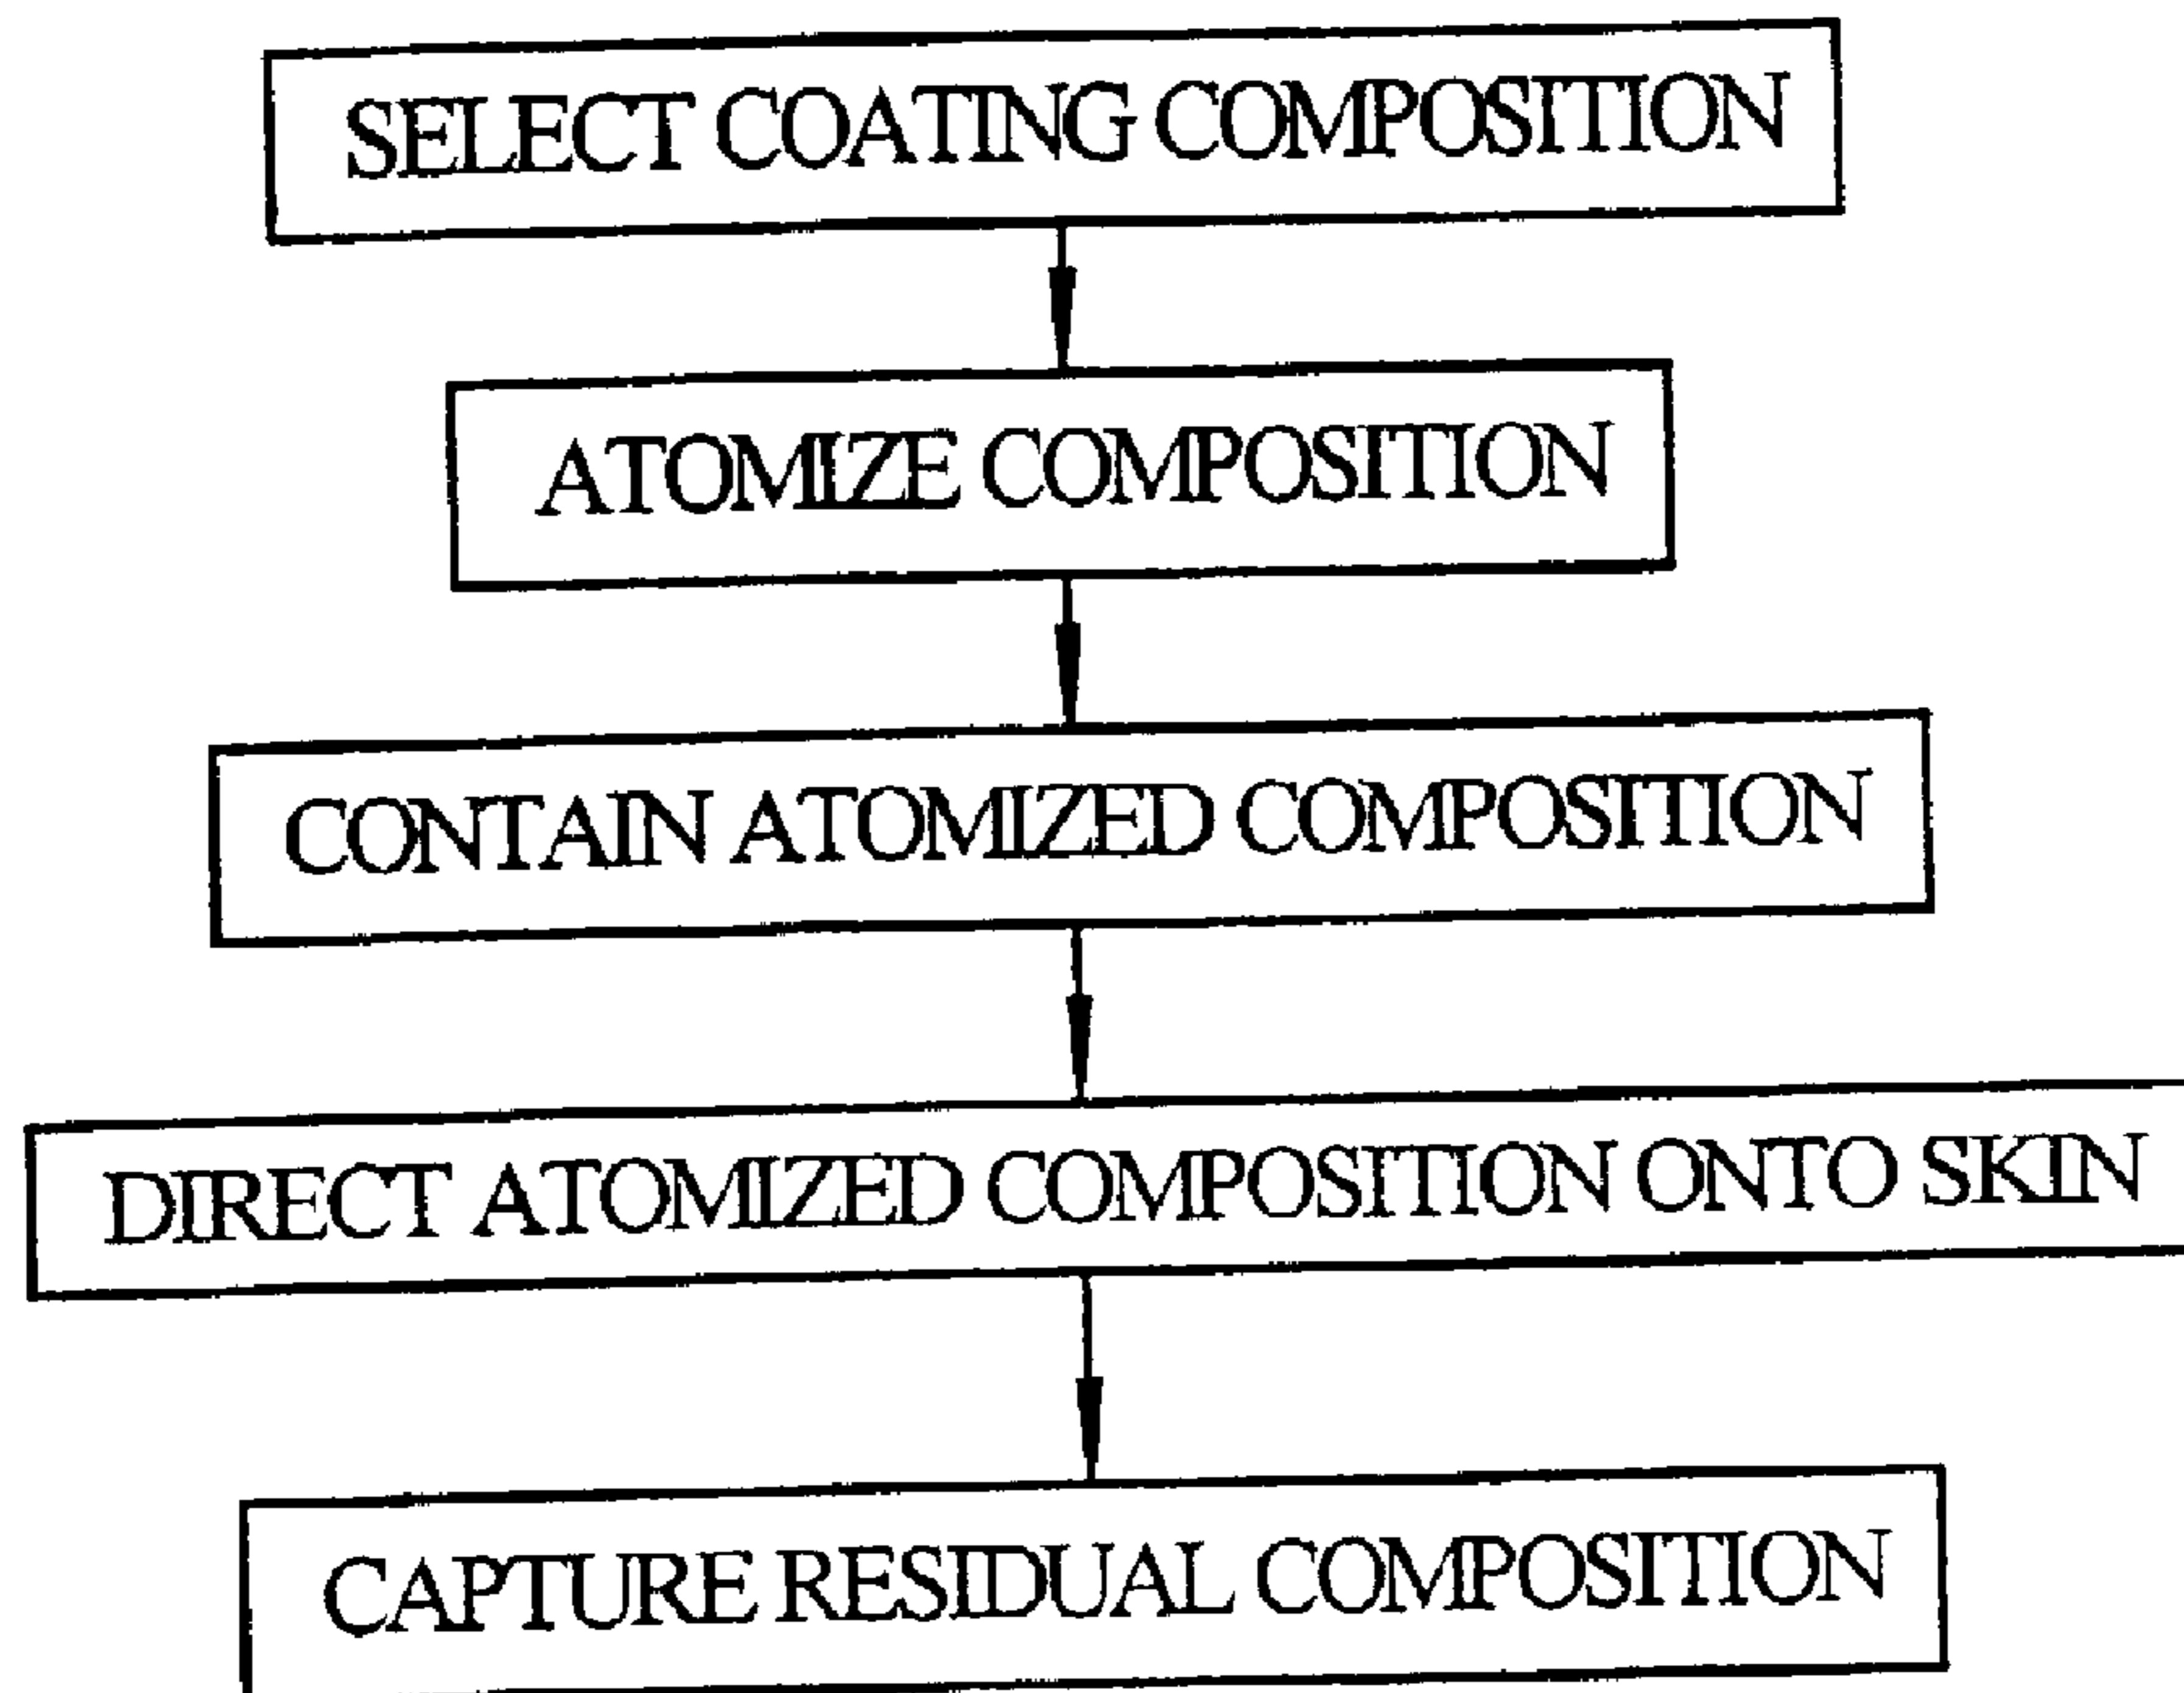 SELECT COATING COMPOSITION
ATOMIZE COMPOSITION
CONTAIN ATOMIZED COMPOSITION
DIRECT ATOMIZED COMPOSITION ONTO SKIN
CAPTURE RESIDUAL COMPOSITION